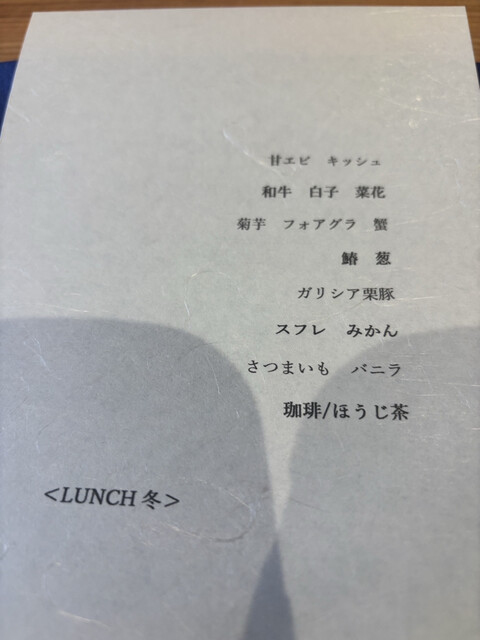 甘エビ　キッシュ
和牛　白子　菜花
菊芋　フォアグラ　蟹
鰆　葱
ガリシア栗豚
スフレ　みかん
さつまいも　バニラ
珈琲/ほうじ茶
<LUNCH 冬>